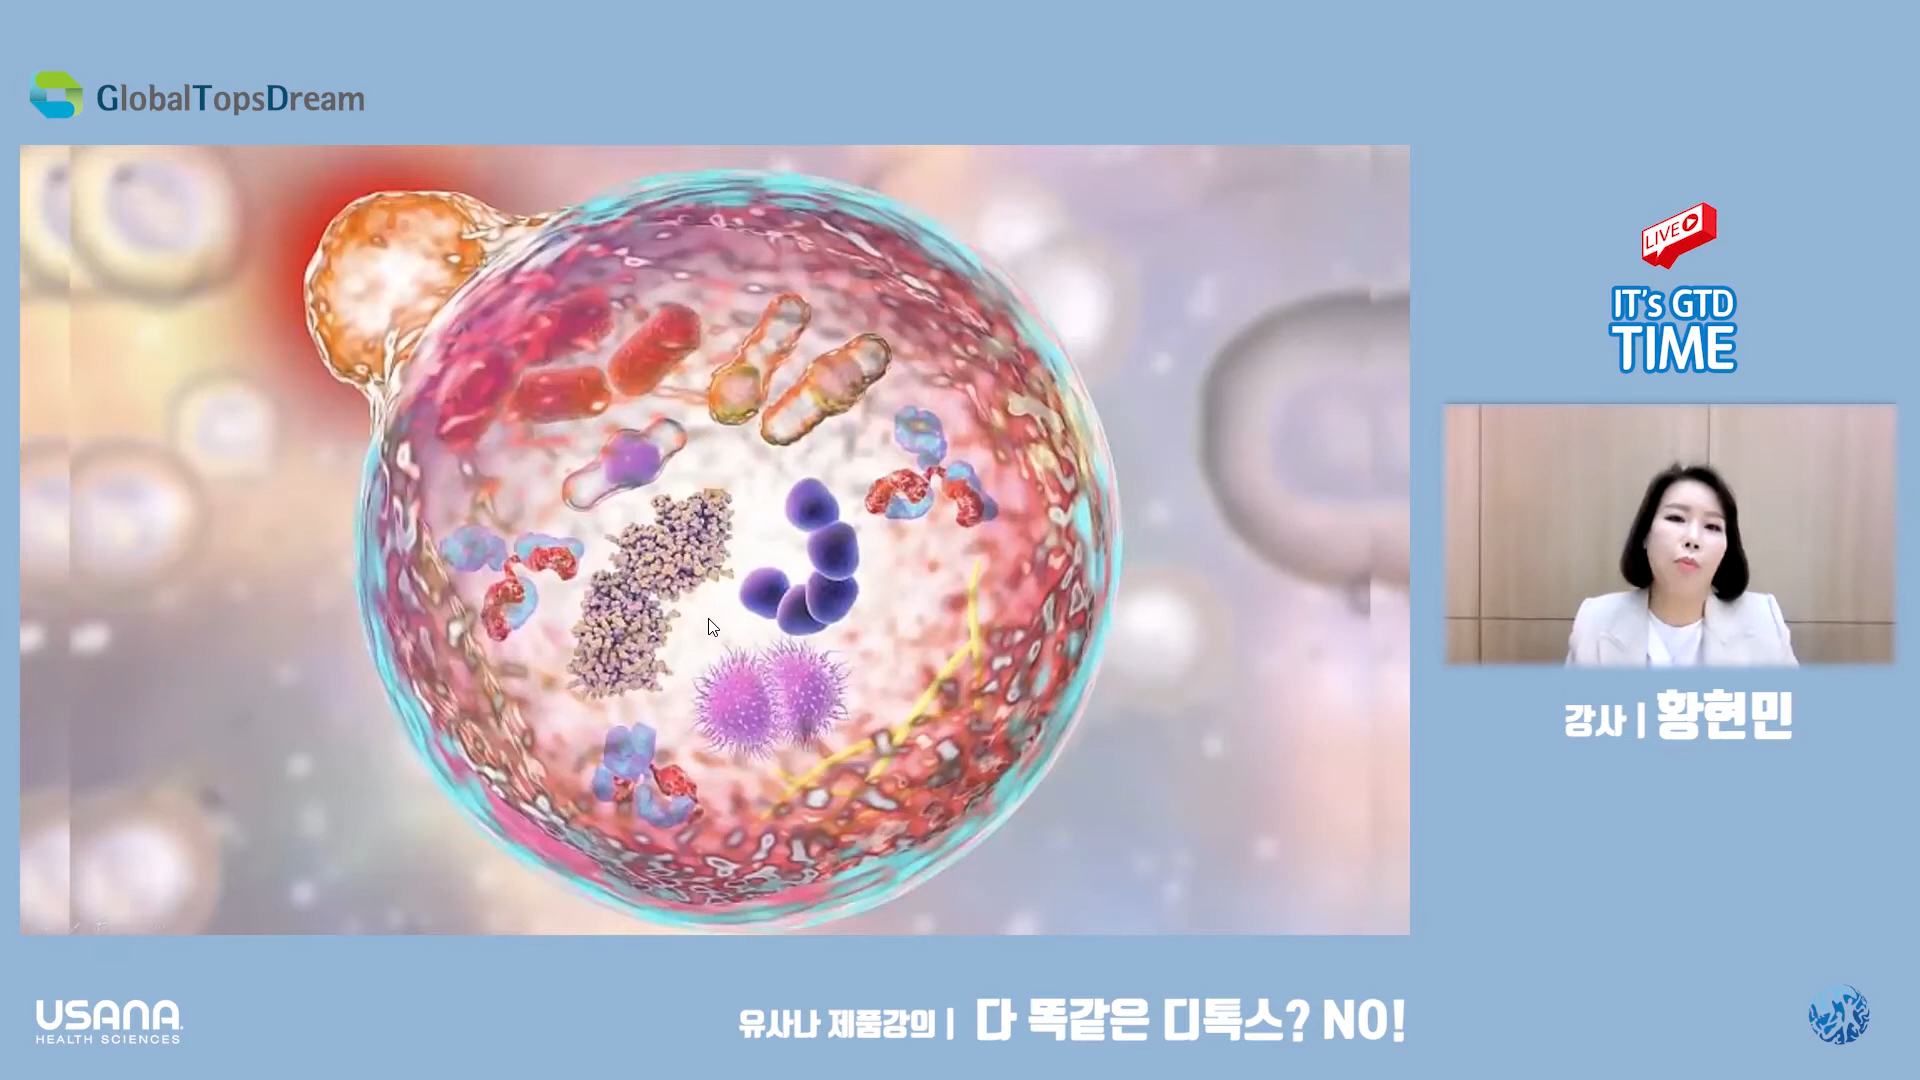 GlobalTopsDream
LIVE
IT's GTD
TIME
강사 | 황현민
USANA
HEALTH SCIENCES
유사나 제품강의 | 다 똑같은 디톡스? NO!